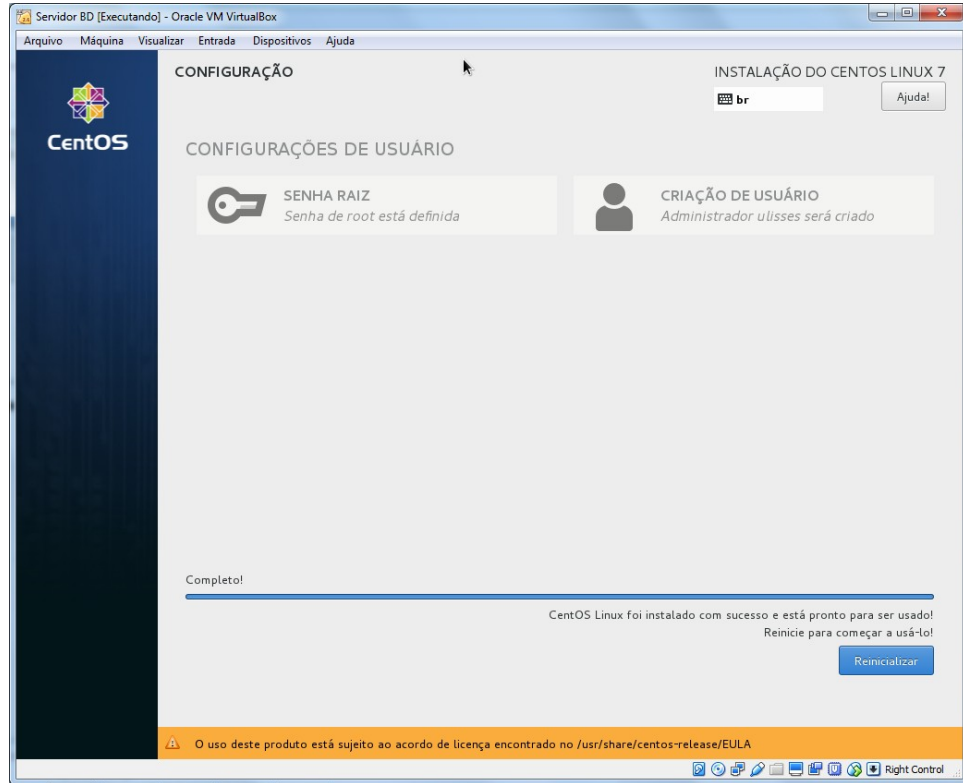 Servidor BD [Executando] - Oracle VM VirtualBox
Arquivo Máquina Visualizar Entrada Dispositivos Ajuda
CONFIGURAÇÃO
INSTALAÇÃO DO CENTOS LINUX 7
br
Ajuda!
CentOS
CONFIGURAÇÕES DE USUÁRIO
SENHA RAIZ
Senha de root está definida
CRIAÇÃO DE USUÁRIO
Administrador ulisses será criado
Completo!
CentOS Linux foi instalado com sucesso e está pronto para ser usado!
Reinicie para começar a usá-lo!
Reinicializar
O uso deste produto está sujeito ao acordo de licença encontrado no /usr/share/centos-release/EULA
Right Control